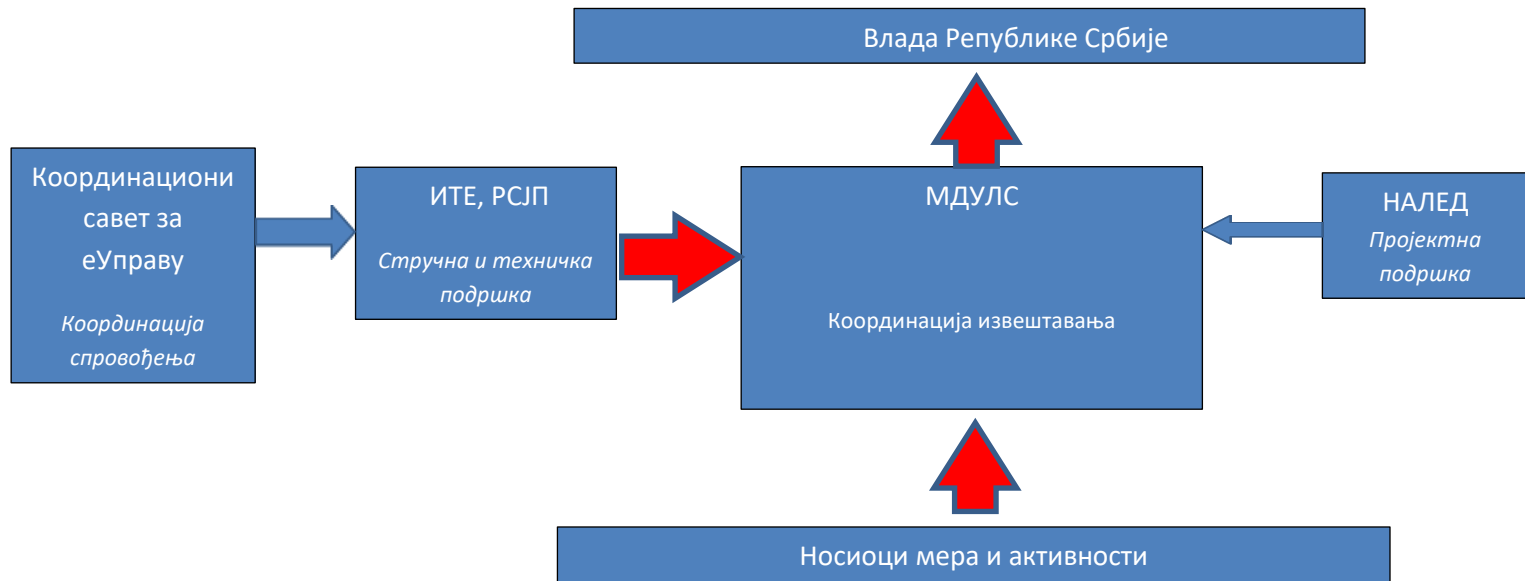 Влада Републике Србије
Координациони
савет за
еУправу
Координација
спровођења
ИТЕ, РСЈП
Стручна и техничка
подршка
МДУЛС
Координација извештавања
НАЛЕД
Пројектна
подршка
Носиоци мера и активности